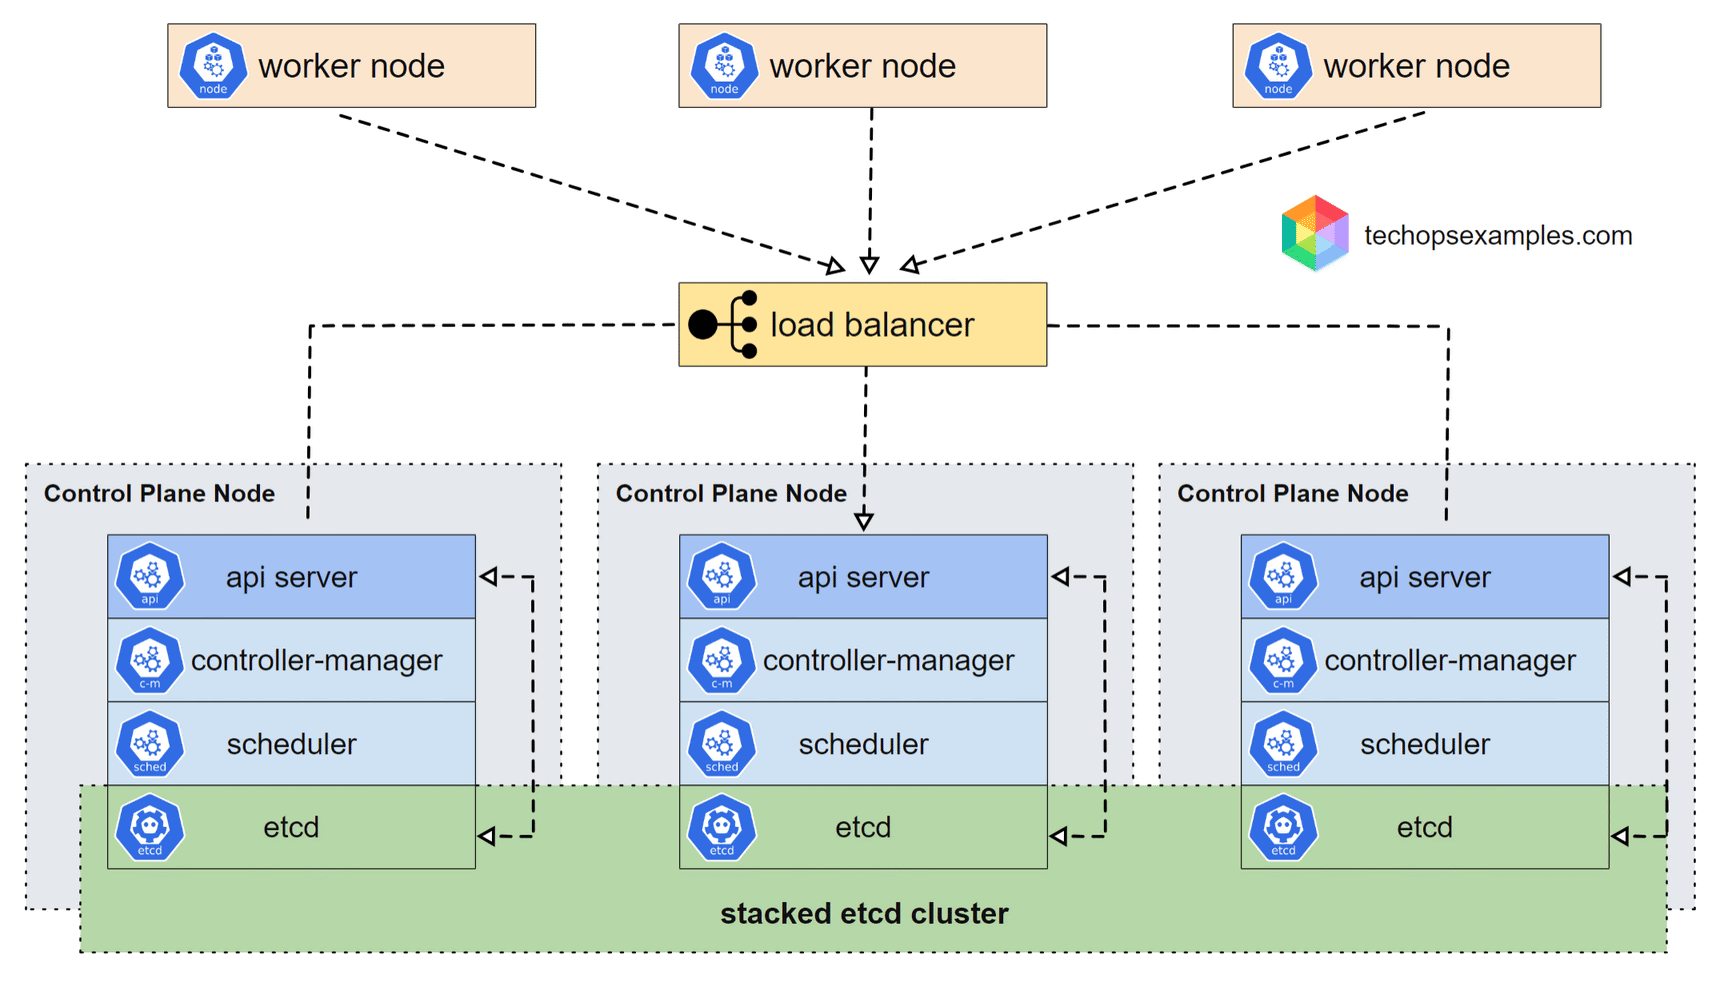 worker node
node
worker node
node
worker node
node
techopsexamples.com
load balancer
Control Plane Node
api server
api
controller-manager
c-m
scheduler
sched
etcd
etcd
Control Plane Node
api server
api
controller-manager
c-m
scheduler
sched
etcd
etcd
Control Plane Node
api server
api
controller-manager
c-m
scheduler
sched
etcd
etcd
stacked etcd cluster